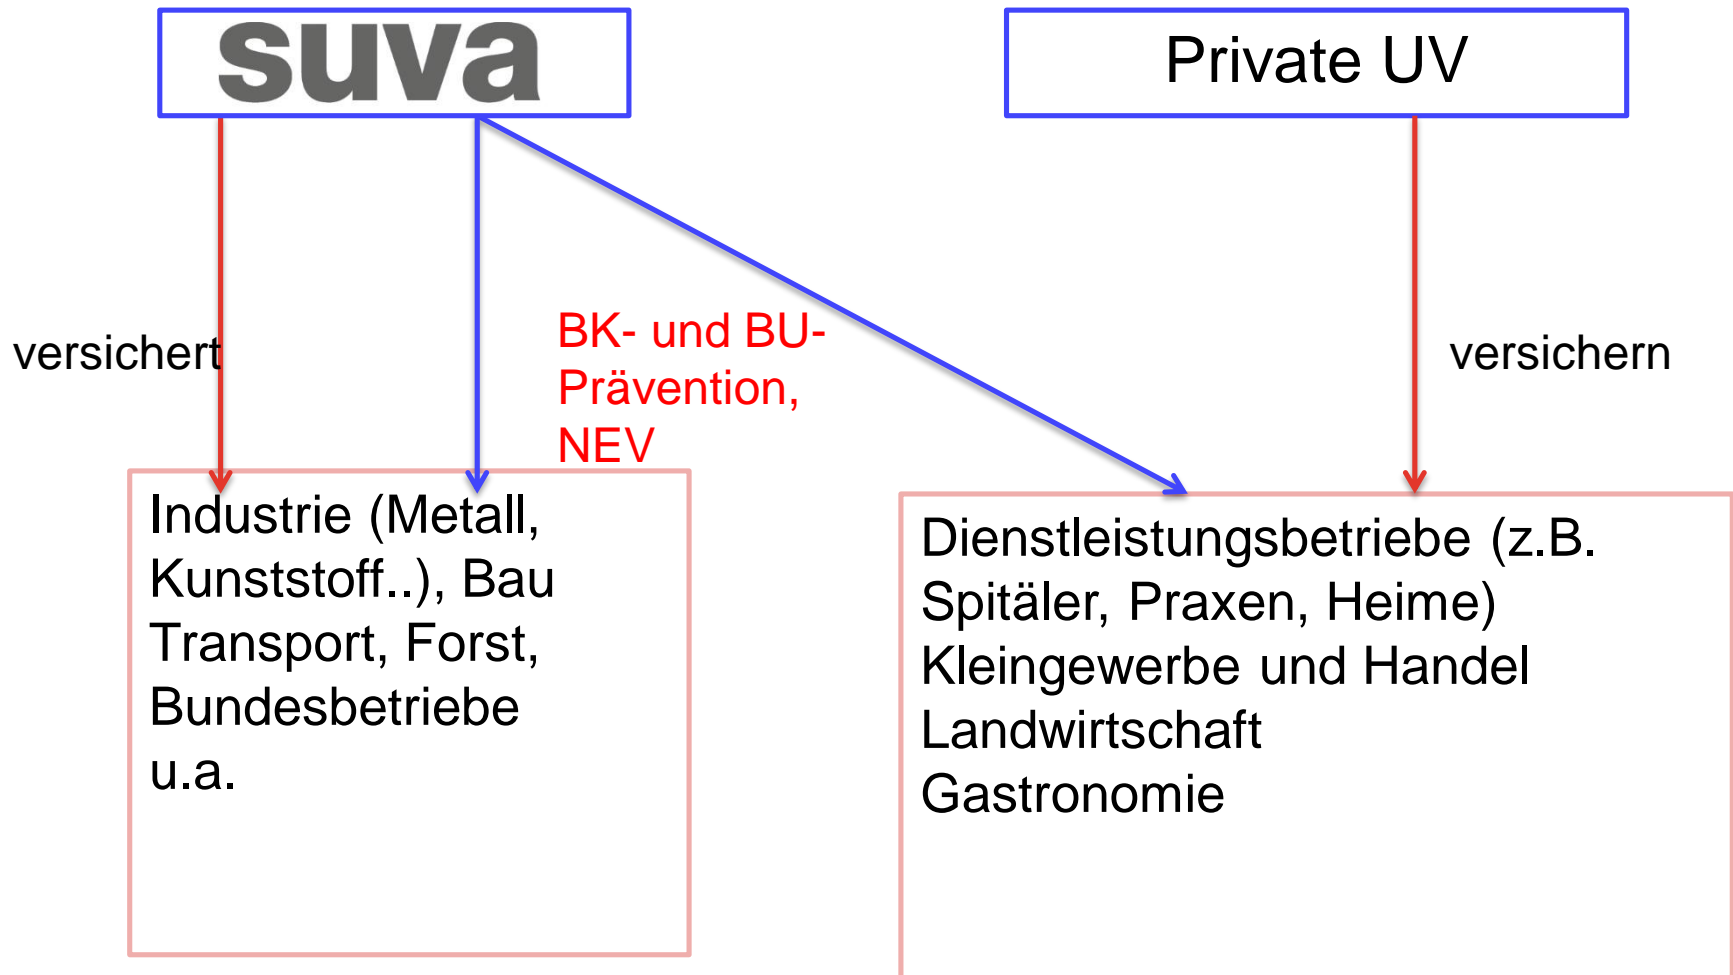 suva
Private UV
versichert
BK- und BU-
Prävention,
NEV
versichern
Industrie (Metall,
Kunststoff..), Bau
Transport, Forst,
Bundesbetriebe
u.a.
Dienstleistungsbetriebe (z.B.
Spitäler, Praxen, Heime)
Kleingewerbe und Handel
Landwirtschaft
Gastronomie